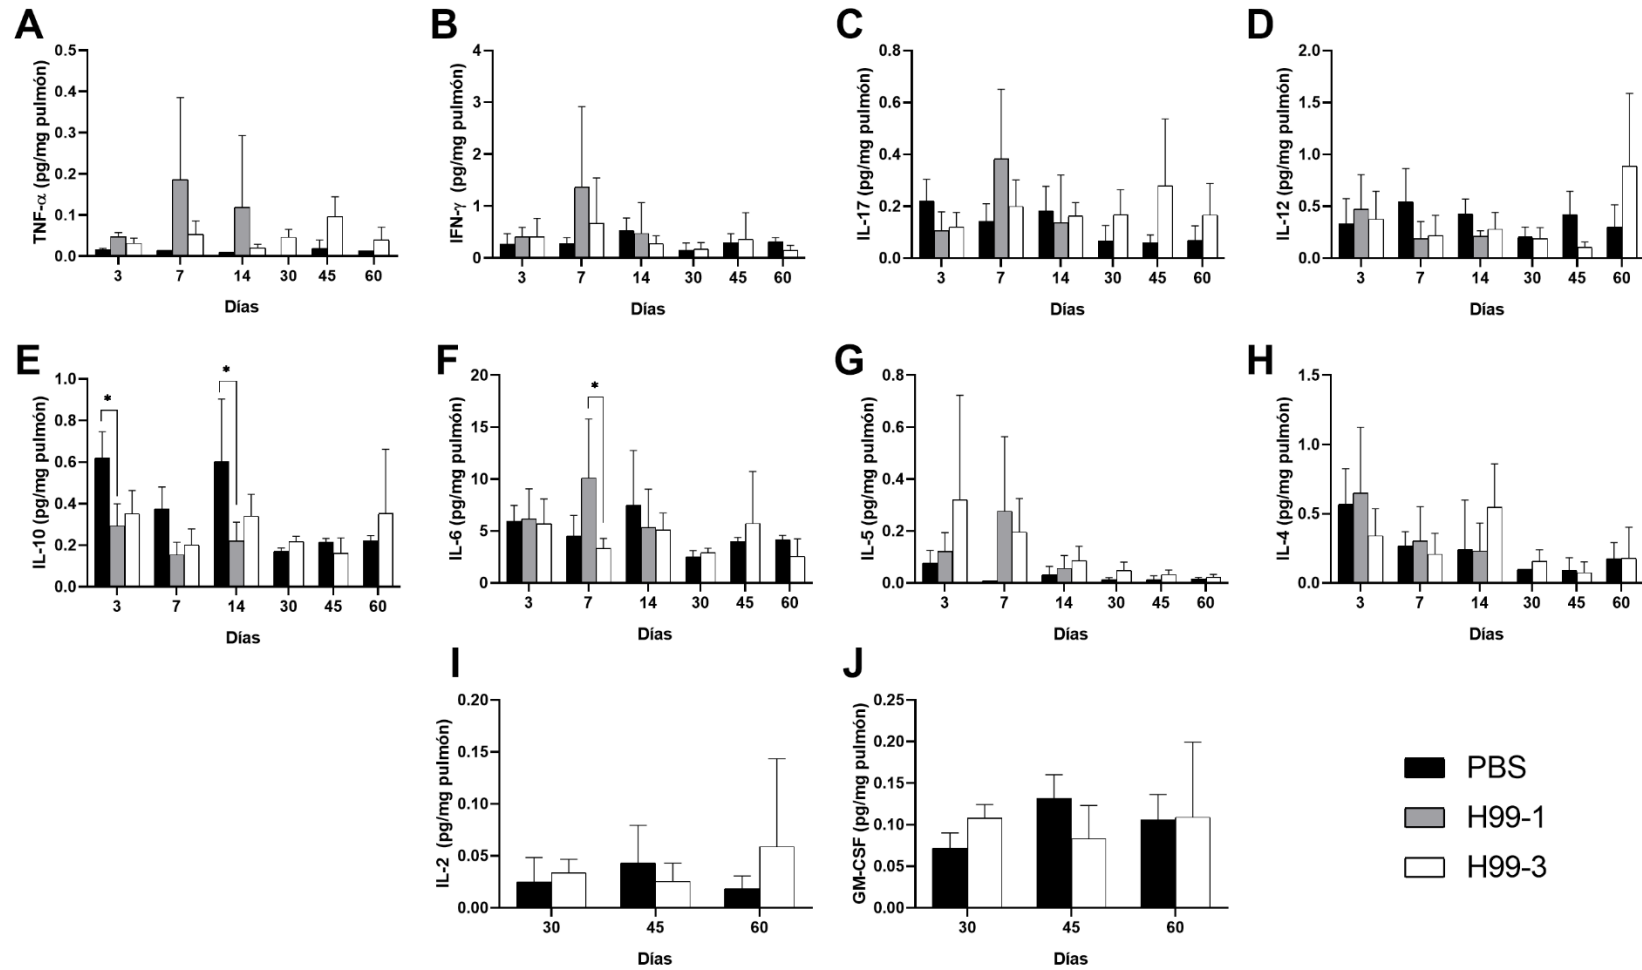 A
TNF-α (pg/mg pulmón)
0.5
0.4
0.3
0.2
0.1
0.0
3 7 14 30 45 60
Días
B
IFN-γ (pg/mg pulmón)
4
3
2
1
0
3 7 14 30 45 60
Días
C
IL-17 (pg/mg pulmón)
0.8
0.6
0.4
0.2
0.0
3 7 14 30 45 60
Días
D
IL-12 (pg/mg pulmón)
2.0
1.5
1.0
0.5
0.0
3 7 14 30 45 60
Días
E
IL-10 (pg/mg pulmón)
1.0
0.8
0.6
0.4
0.2
0.0
* *
3 7 14 30 45 60
Días
F
IL-6 (pg/mg pulmón)
20
15
10
5
0
*
3 7 14 30 45 60
Días
G
IL-5 (pg/mg pulmón)
0.8
0.6
0.4
0.2
0.0
3 7 14 30 45 60
Días
H
IL-4 (pg/mg pulmón)
1.5
1.0
0.5
0.0
3 7 14 30 45 60
Días
I
IL-2 (pg/mg pulmón)
0.20
0.15
0.10
0.05
0.00
30 45 60
Días
J
GM-CSF (pg/mg pulmón)
0.25
0.20
0.15
0.10
0.05
0.00
30 45 60
Días
PBS
H99-1
H99-3